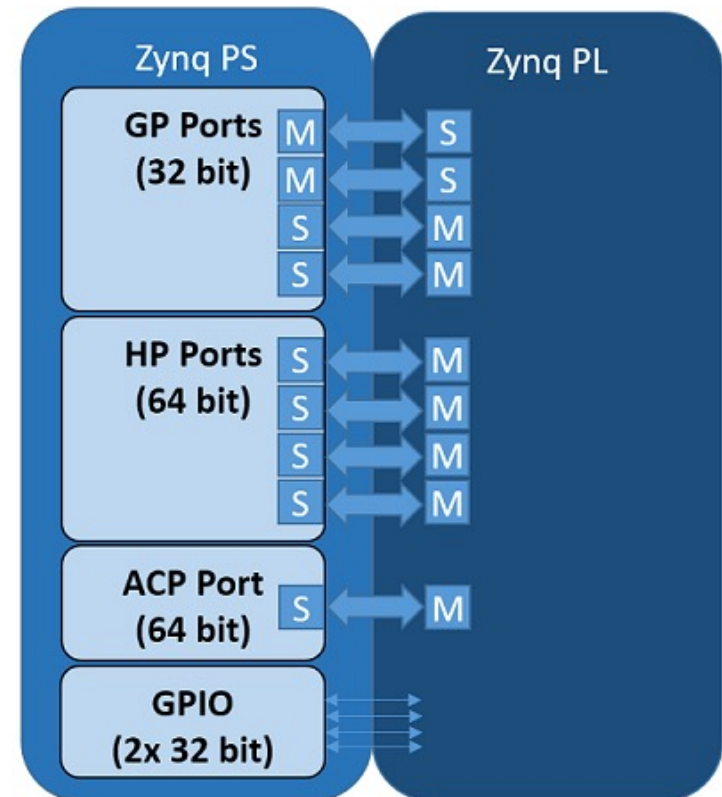 Zynq PS
Zynq PL
GP Ports
(32 bit)
M
S
M
S
S
M
S
M
HP Ports
(64 bit)
S
M
S
M
S
M
S
M
ACP Port
(64 bit)
S
M
GPIO
(2x 32 bit)